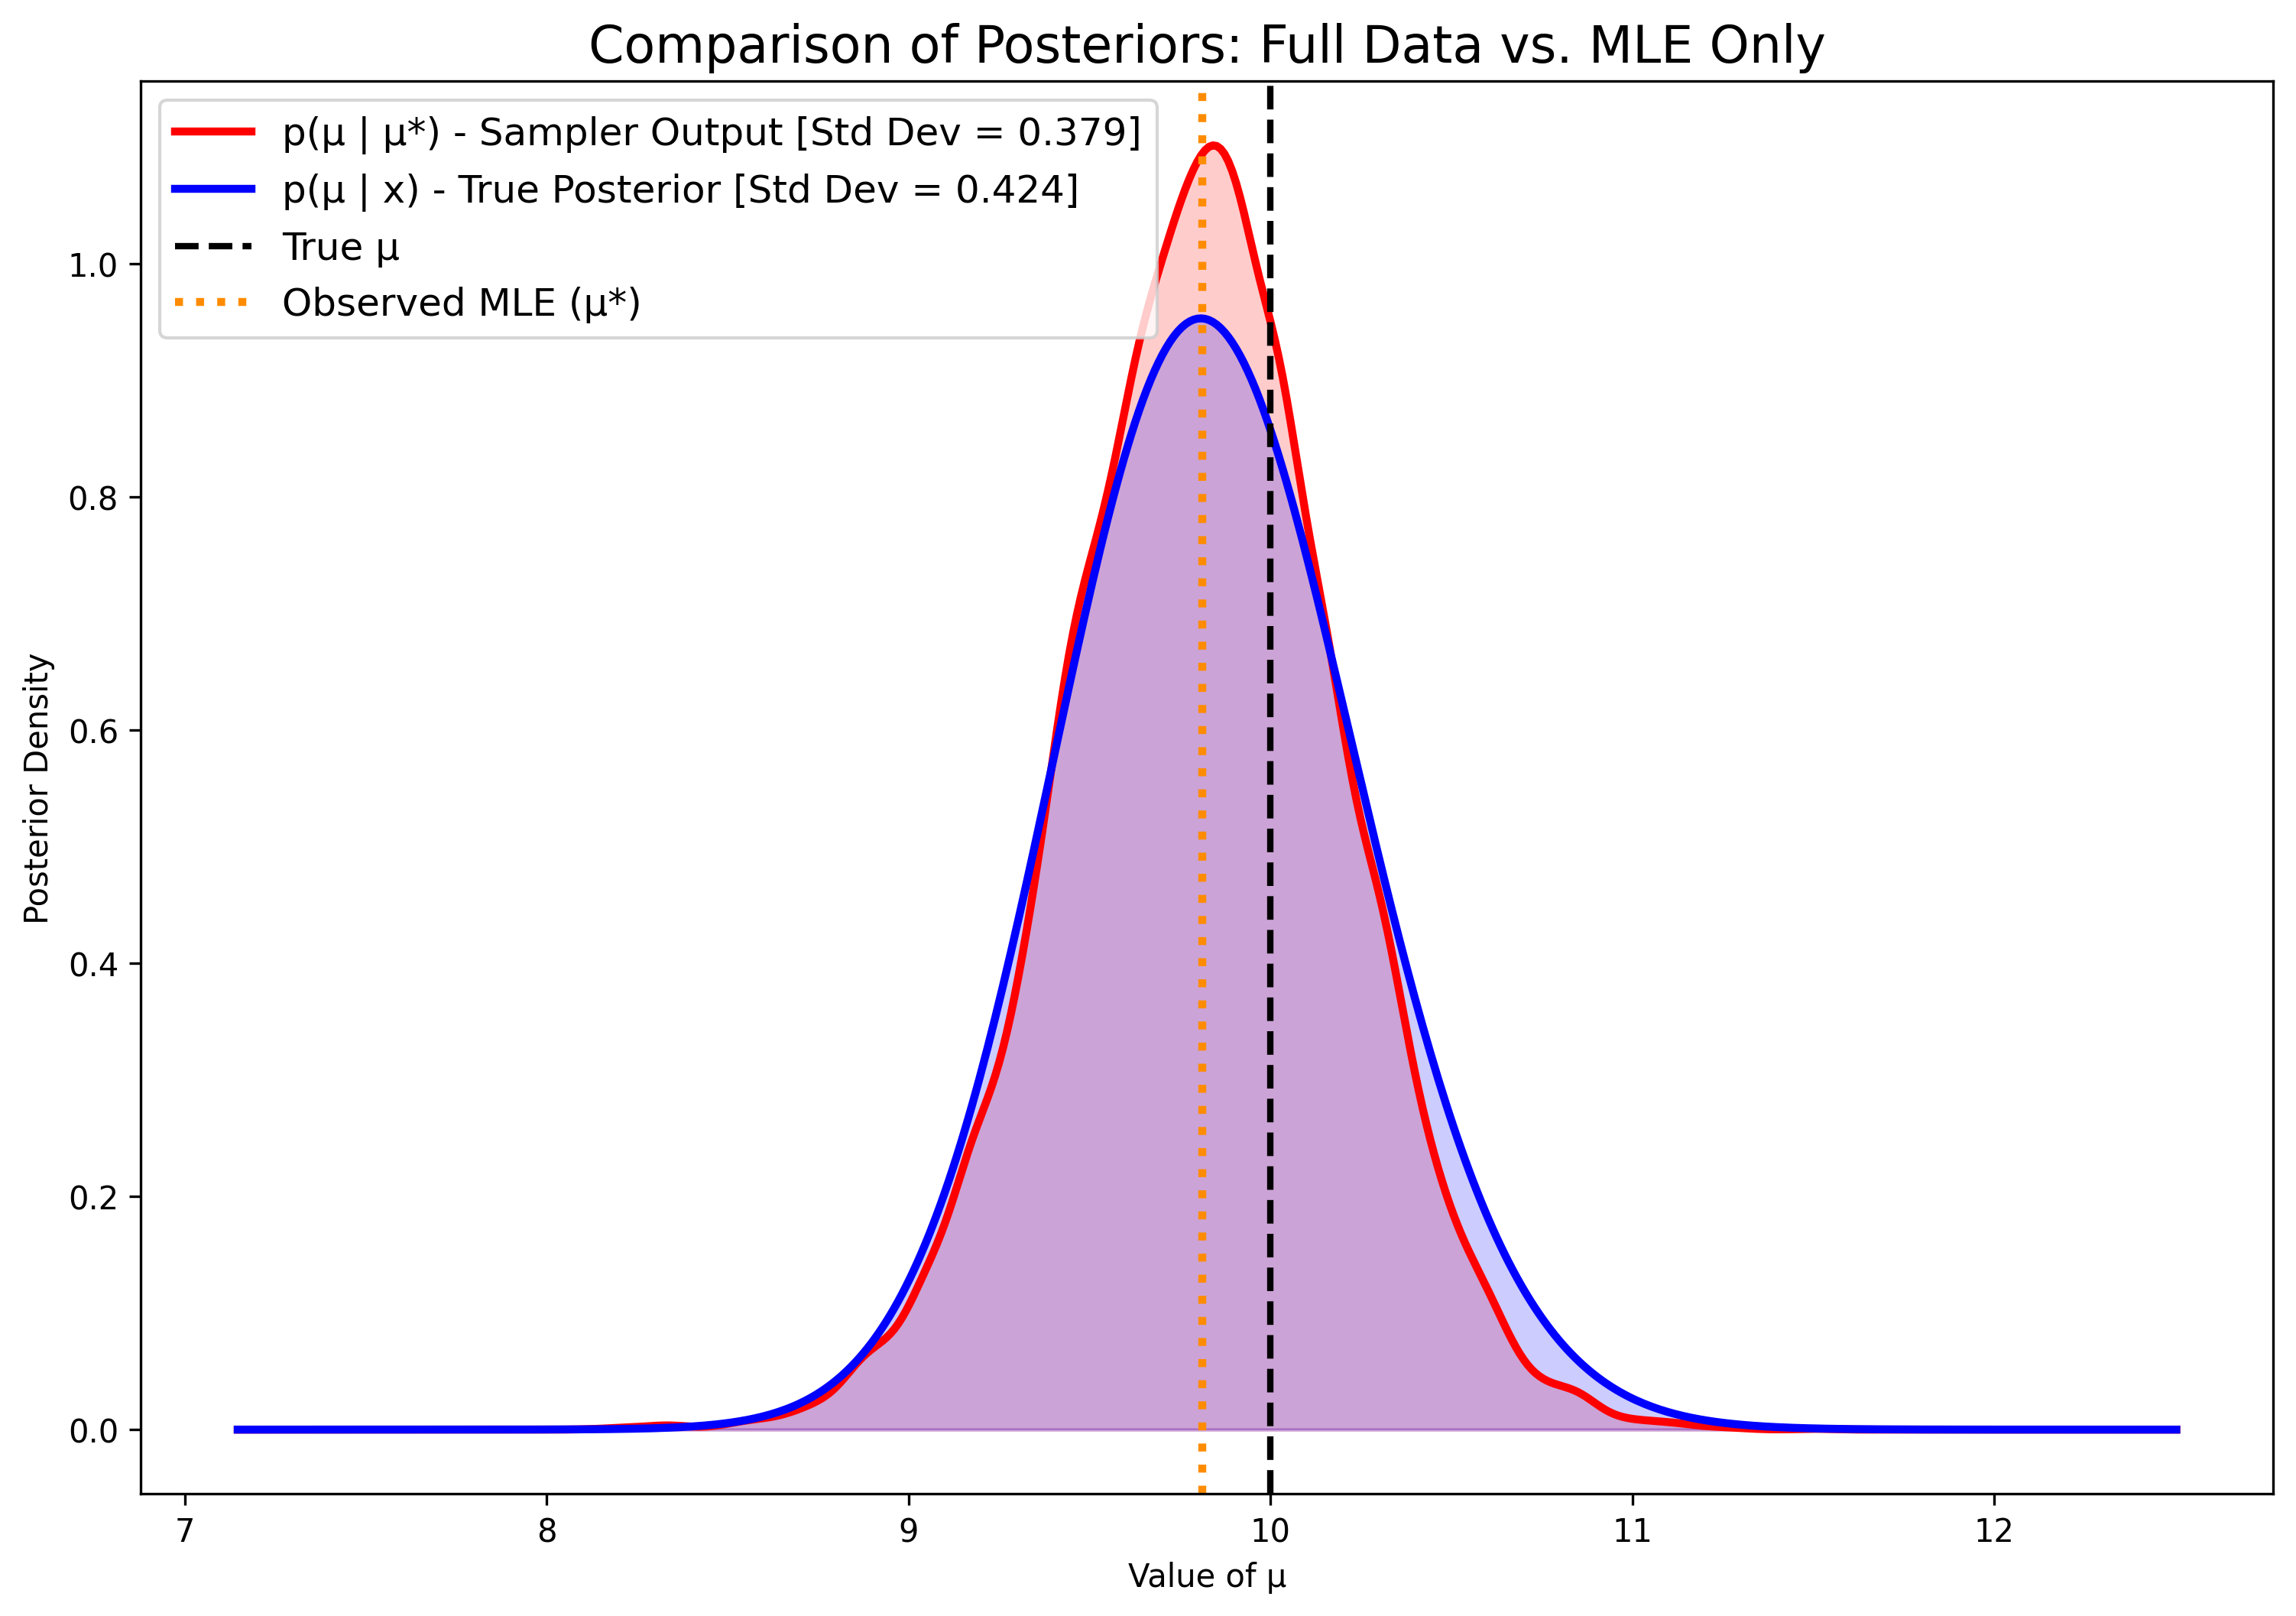 Comparison of Posteriors: Full Data vs. MLE Only
p(μ | μ*) - Sampler Output [Std Dev = 0.379]
p(μ | x) - True Posterior [Std Dev = 0.424]
True μ
Observed MLE (μ*)
Posterior Density
1.0
0.8
0.6
0.4
0.2
0.0
7 8 9 10 11 12
Value of μ